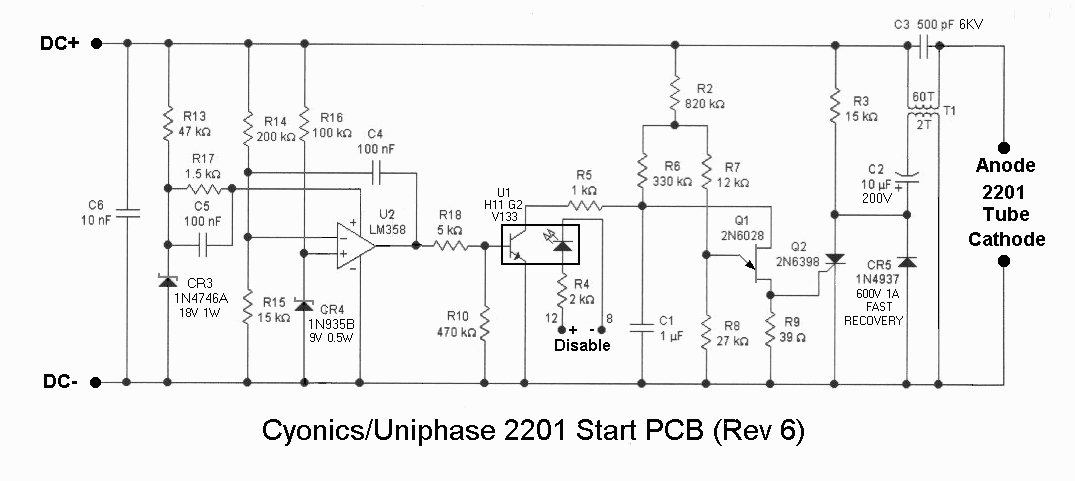 C3 500 pF 6KV
DC+
R2
820 kΩ
R13
47 kΩ
R14
200 kΩ
R16
100 kΩ
C4
100 nF
R3
15 kΩ
60T
T1
2T
R17
1.5 kΩ
R6
330 kΩ
R7
12 kΩ
C2
10 µF
+
200V
Anode
2201
Tube
Cathode
R5
1 kΩ
U1
H11 G2
V133
C6
10 nF
C5
100 nF
U2
LM358
+
−
+
−
R18
5 kΩ
Q1
2N6028
Q2
2N6398
CR5
1N4937
600V 1A
FAST
RECOVERY
CR3
1N4746A
18V 1W
R15
15 kΩ
CR4
1N935B
9V 0.5W
R4
2 kΩ
R10
470 kΩ
12 + - 8
Disable
C1
1 µF
R8
27 kΩ
R9
39 Ω
DC-
Cyonics/Uniphase 2201 Start PCB (Rev 6)